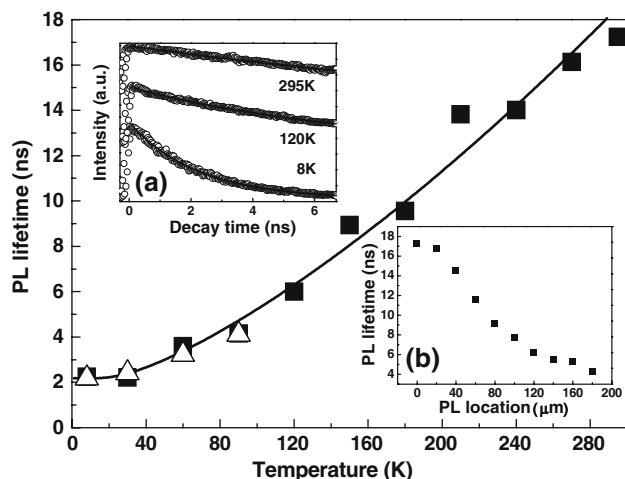 18
16
14
12
10
8
6
4
2
0
PL lifetime (ns)
0 40 80 120 160 200 240 280
Temperature (K)
Intensity (a.u.)
295K
120K
8K
(a)
0 2 4 6
Decay time (ns)
PL lifetime (ns)
18
16
14
12
10
8
6
4
(b)
0 40 80 120 160 200
PL location(μm)